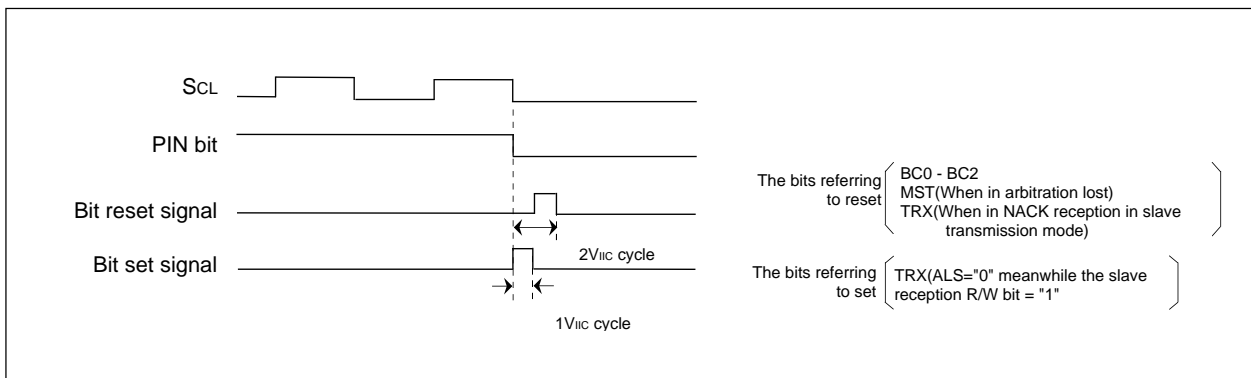 SCL
PIN bit
Bit reset signal
Bit set signal
2VIIC cycle
1VIIC cycle
The bits referring
to reset
BC0 - BC2
MST(When in arbitration lost)
TRX(When in NACK reception in slave
transmission mode)
The bits referring
to set
TRX(ALS="0" meanwhile the slave
reception R/W bit = "1"